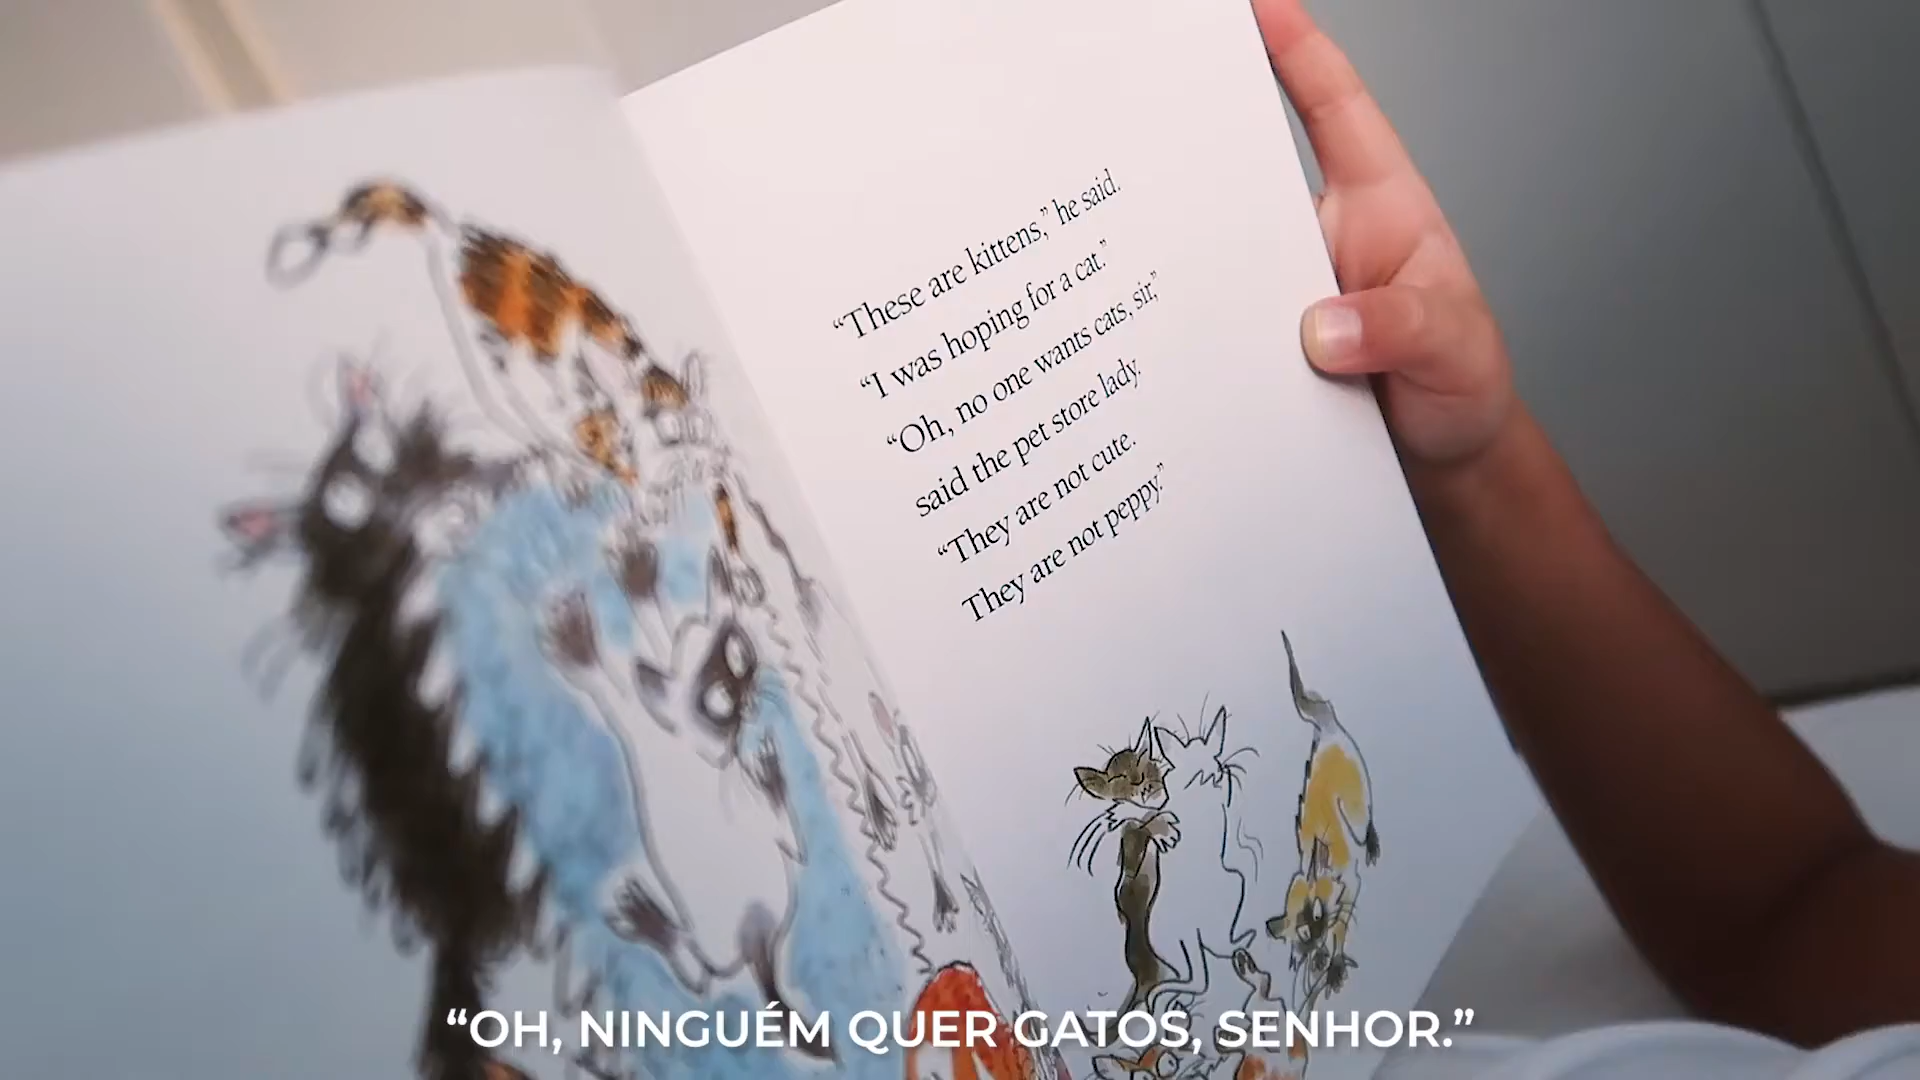 “These are kittens,” he said.
“I was hoping for a cat.”
“Oh, no one wants cats, sir,”
said the pet store lady.
“They are not cute.
They are not peppy.”
“OH, NINGUÉM QUER GATOS, SENHOR.”